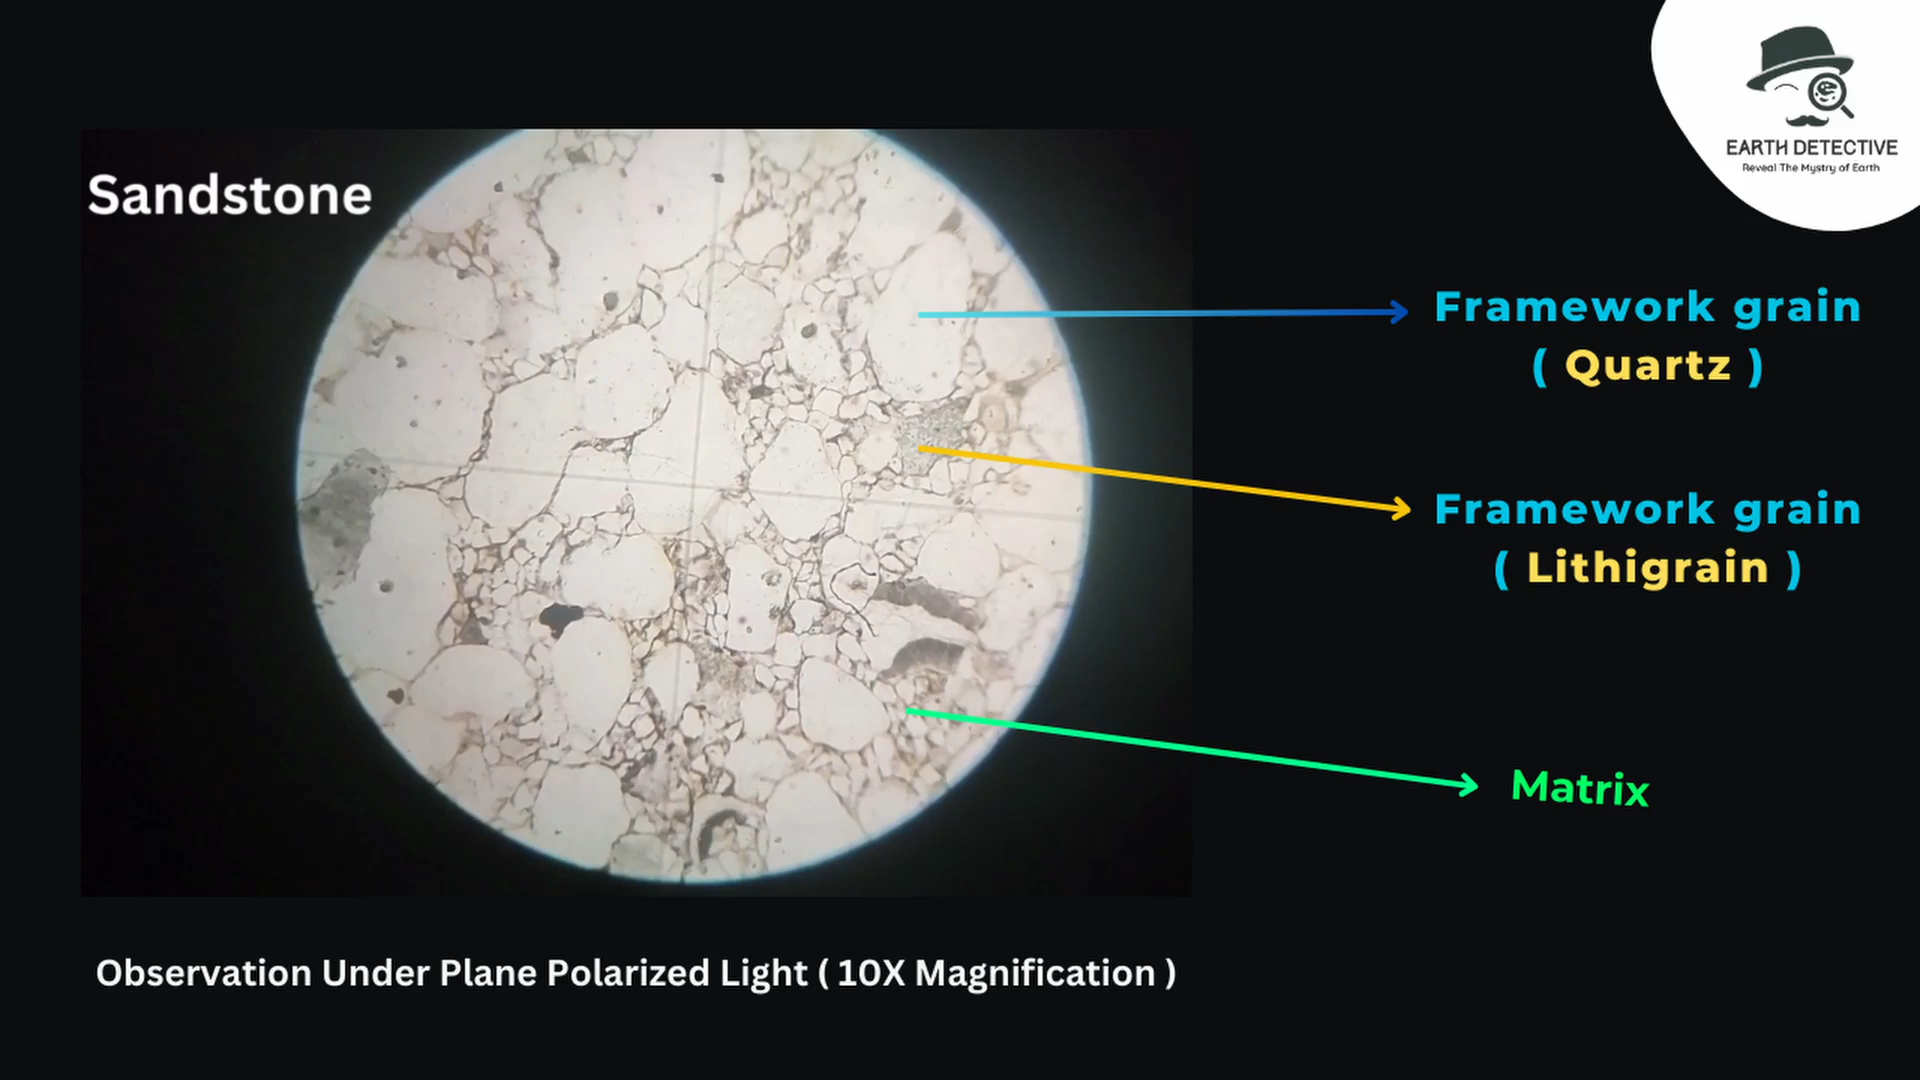 EARTH DETECTIVE
Reveal The Mystry of Earth
Sandstone
Framework grain
( Quartz )
Framework grain
( Lithigrain )
Matrix
Observation Under Plane Polarized Light ( 10X Magnification )